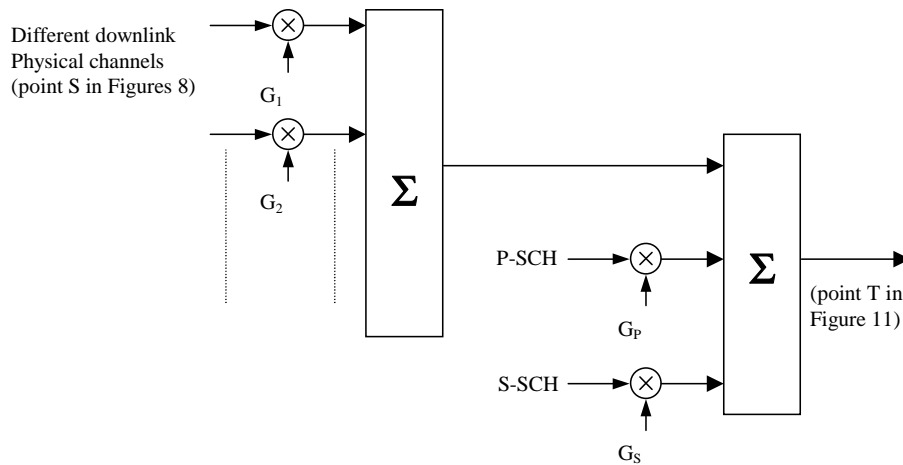 Different downlink
Physical channels
(point S in Figures 8)
G1
G2
Σ
P-SCH
GP
S-SCH
GS
Σ
(point T in
Figure 11)